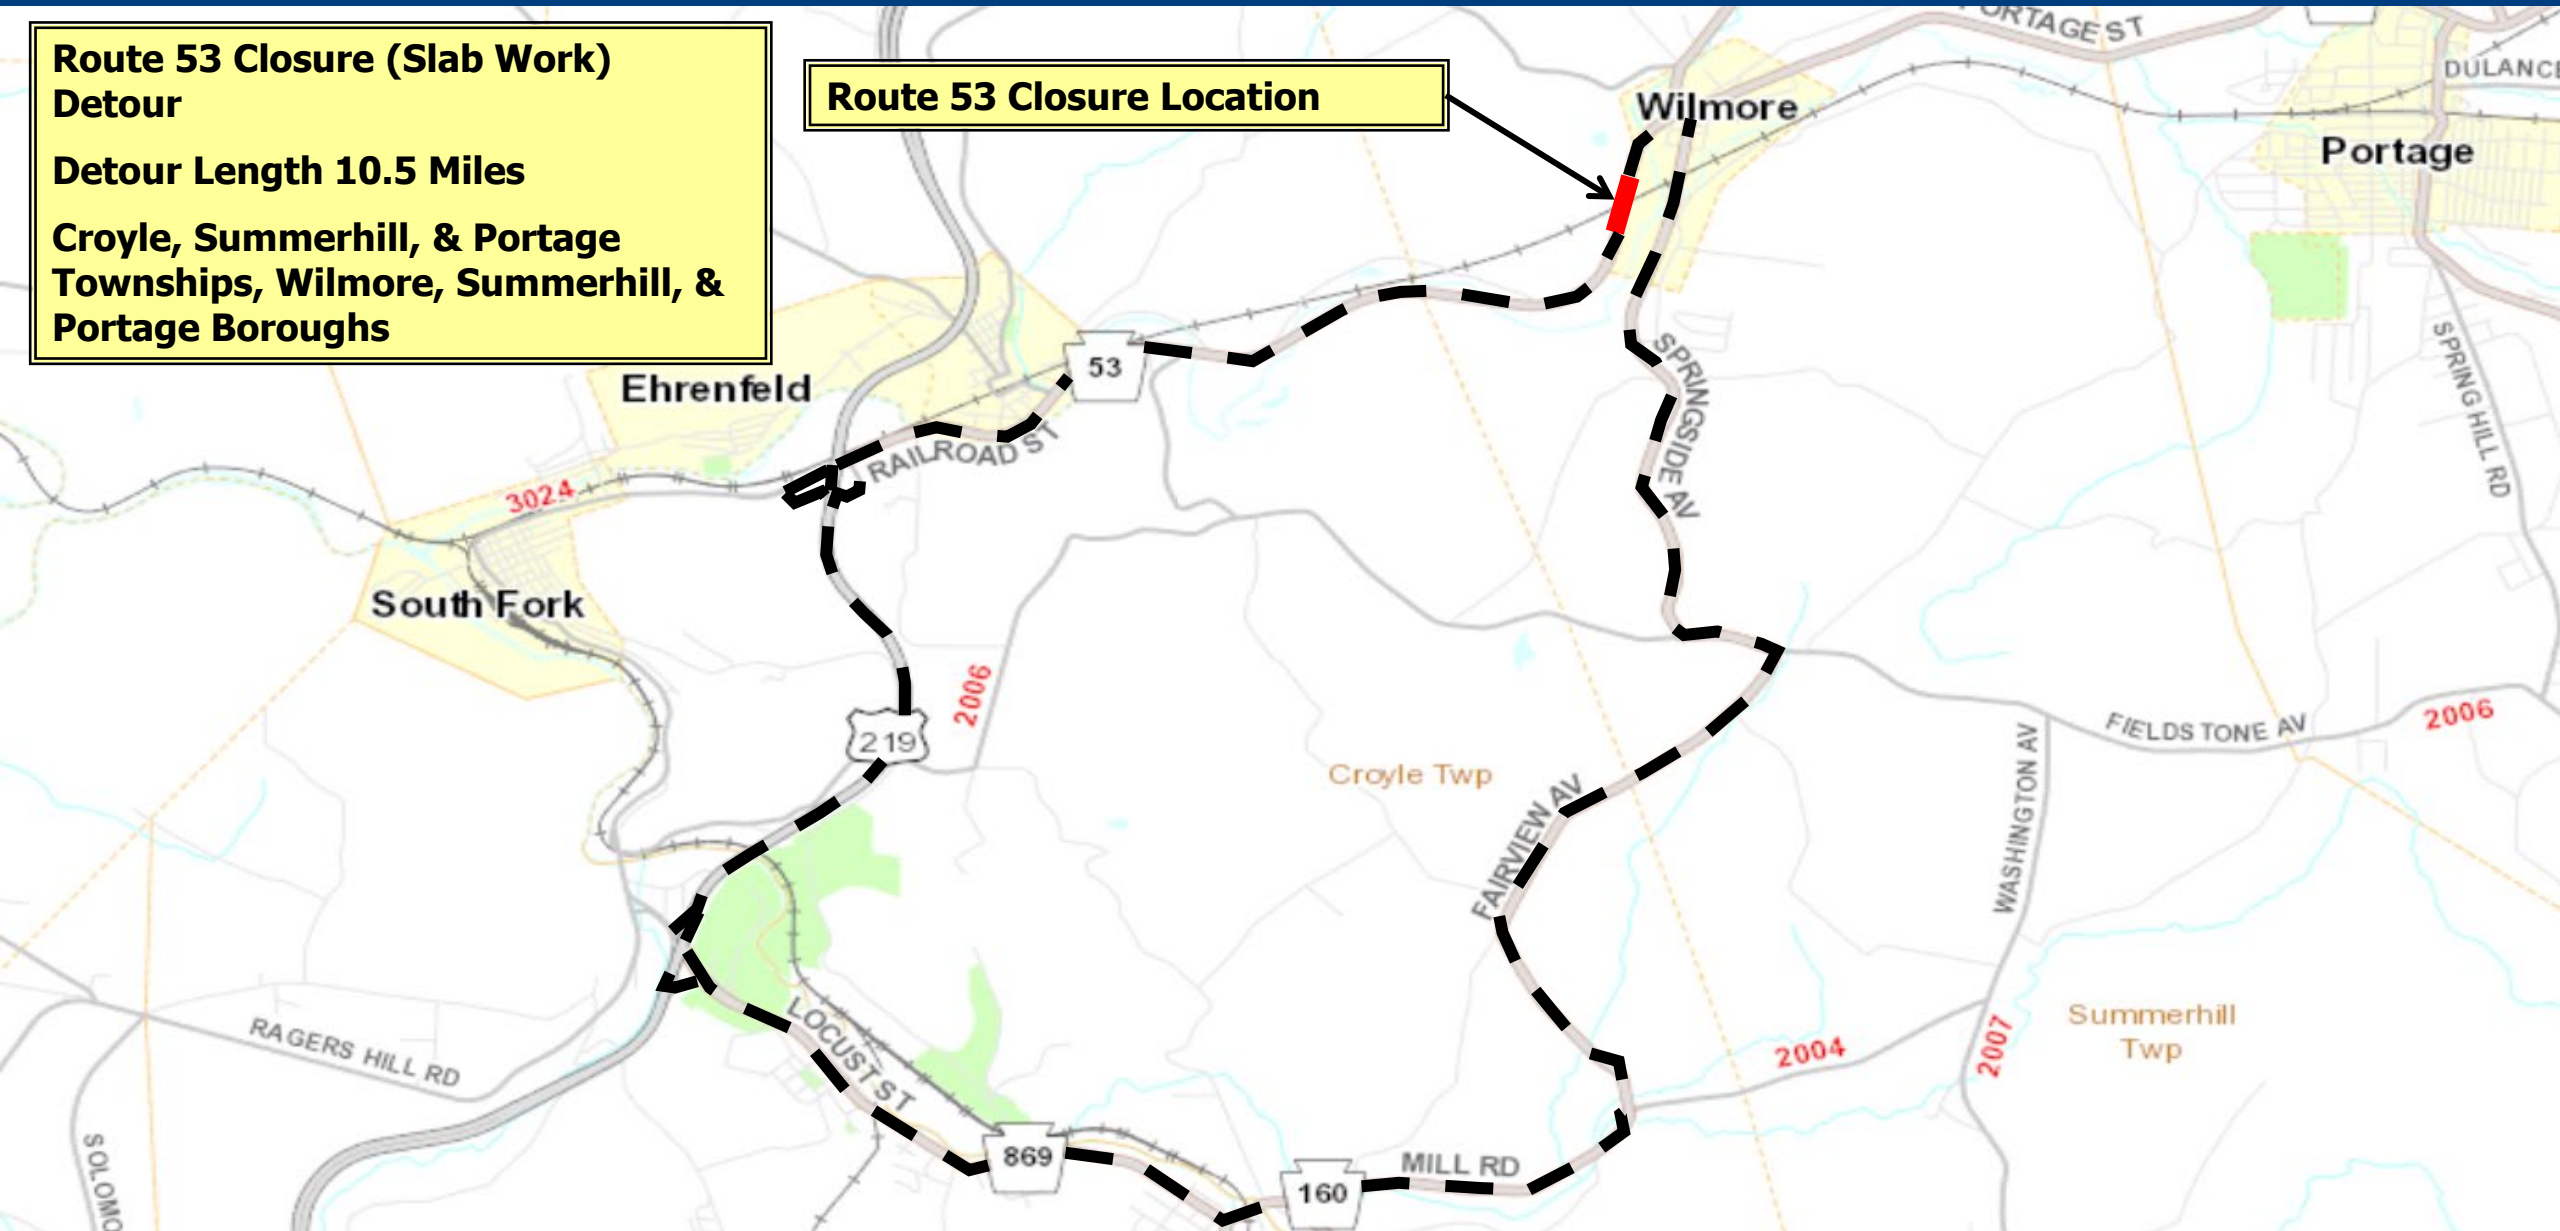 Route 53 Closure (Slab Work)
Detour
Detour Length 10.5 Miles
Croyle, Summerhill, & Portage
Townships, Wilmore, Summerhill, &
Portage Boroughs
Route 53 Closure Location
PORTAGE ST
DULANCE
Wilmore
Portage
Ehrenfeld
53
SPRINGSIDE AV
SPRING HILL RD
RAILROAD ST
3024
South Fork
219
2006
FIELDSTONE AV
2006
WASHINGTON AV
Croyle Twp
FAIRVIEW AV
Summerhill
Twp
2004
2007
RAGERS HILL RD
LOCUST ST
SOLOMO
869
160
MILL RD